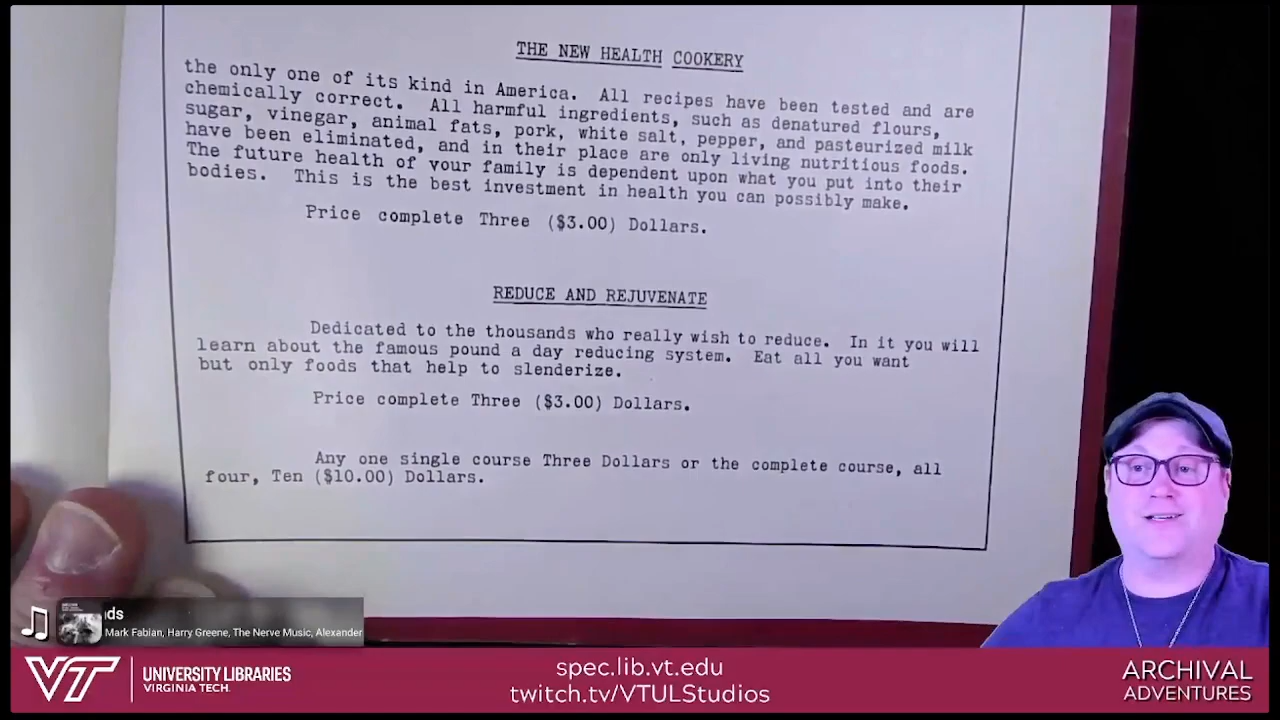 THE NEW HEALTH COOKERY
the only one of its kind in America. All recipes have been tested and are
chemically correct. All harmful ingredients, such as denatured flours,
sugar, vinegar, animal fats, pork, white salt, pepper, and pasteurized milk
have been eliminated, and in their place are only living nutritious foods.
The future health of your family is dependent upon what you put into their
bodies. This is the best investment in health you can possibly make.
Price complete Three ($3.00) Dollars.
REDUCE AND REJUVENATE
Dedicated to the thousands who really wish to reduce. In it you will
learn about the famous pound a day reducing system. Eat all you want
but only foods that help to slenderize.
Price complete Three ($3.00) Dollars.
Any one single course Three Dollars or the complete course, all
four, Ten ($10.00) Dollars.
Mark Fabian, Harry Greene, The Nerve Music, Alexander
VT
UNIVERSITY LIBRARIES
VIRGINIA TECH.
spec.lib.vt.edu
twitch.tv/VTULStudios
ARCHIVAL
ADVENTURES